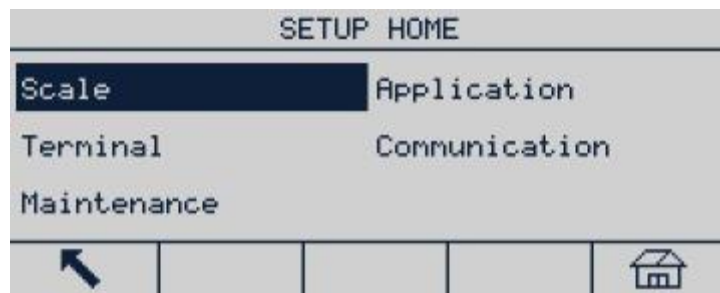 SETUP HOME
Scale
Application
Terminal
Communication
Maintenance